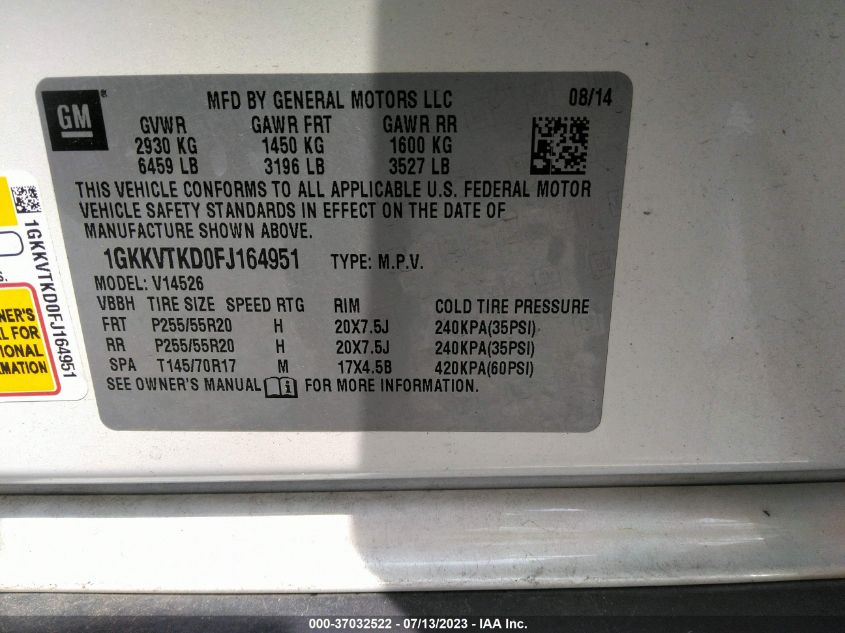 GM
MFD BY GENERAL MOTORS LLC 08/14
GVWR GAWR FRT GAWR RR
2930 KG 1450 KG 1600 KG
6459 LB 3196 LB 3527 LB
THIS VEHICLE CONFORMS TO ALL APPLICABLE U.S. FEDERAL MOTOR
VEHICLE SAFETY STANDARDS IN EFFECT ON THE DATE OF
MANUFACTURE SHOWN ABOVE.
1GKKVTKD0FJ164951 TYPE: M.P.V.
MODEL: V14526
VBBH TIRE SIZE SPEED RTG RIM COLD TIRE PRESSURE
FRT P255/55R20 H 20X7.5J 240KPA(35PSI)
RR P255/55R20 H 20X7.5J 240KPA(35PSI)
SPA T145/70R17 M 17X4.5B 420KPA(60PSI)
SEE OWNER'S MANUAL i FOR MORE INFORMATION.
1GKKVTKD0FJ164951
S.
NER'S
L FOR
IONAL
MATION
000-37032522 - 07/13/2023 - IAA Inc.